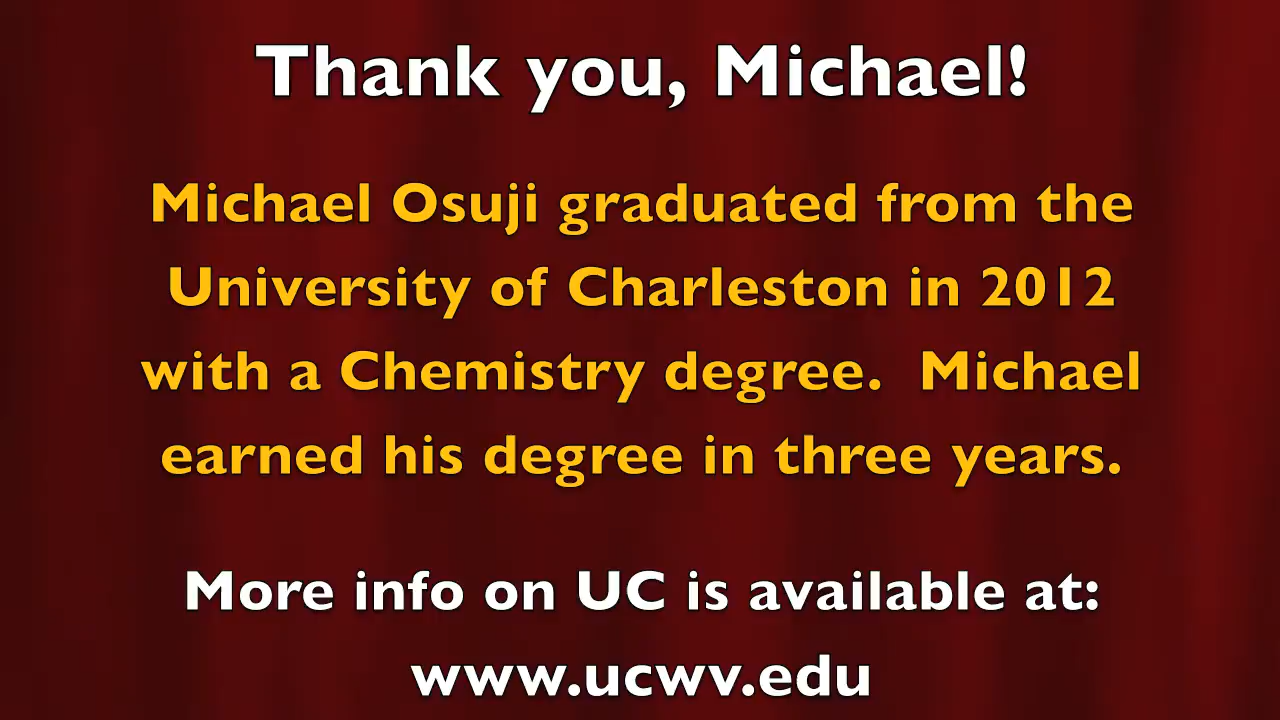 Thank you, Michael!
Michael Osuji graduated from the
University of Charleston in 2012
with a Chemistry degree.  Michael
earned his degree in three years.
More info on UC is available at:
www.ucwv.edu